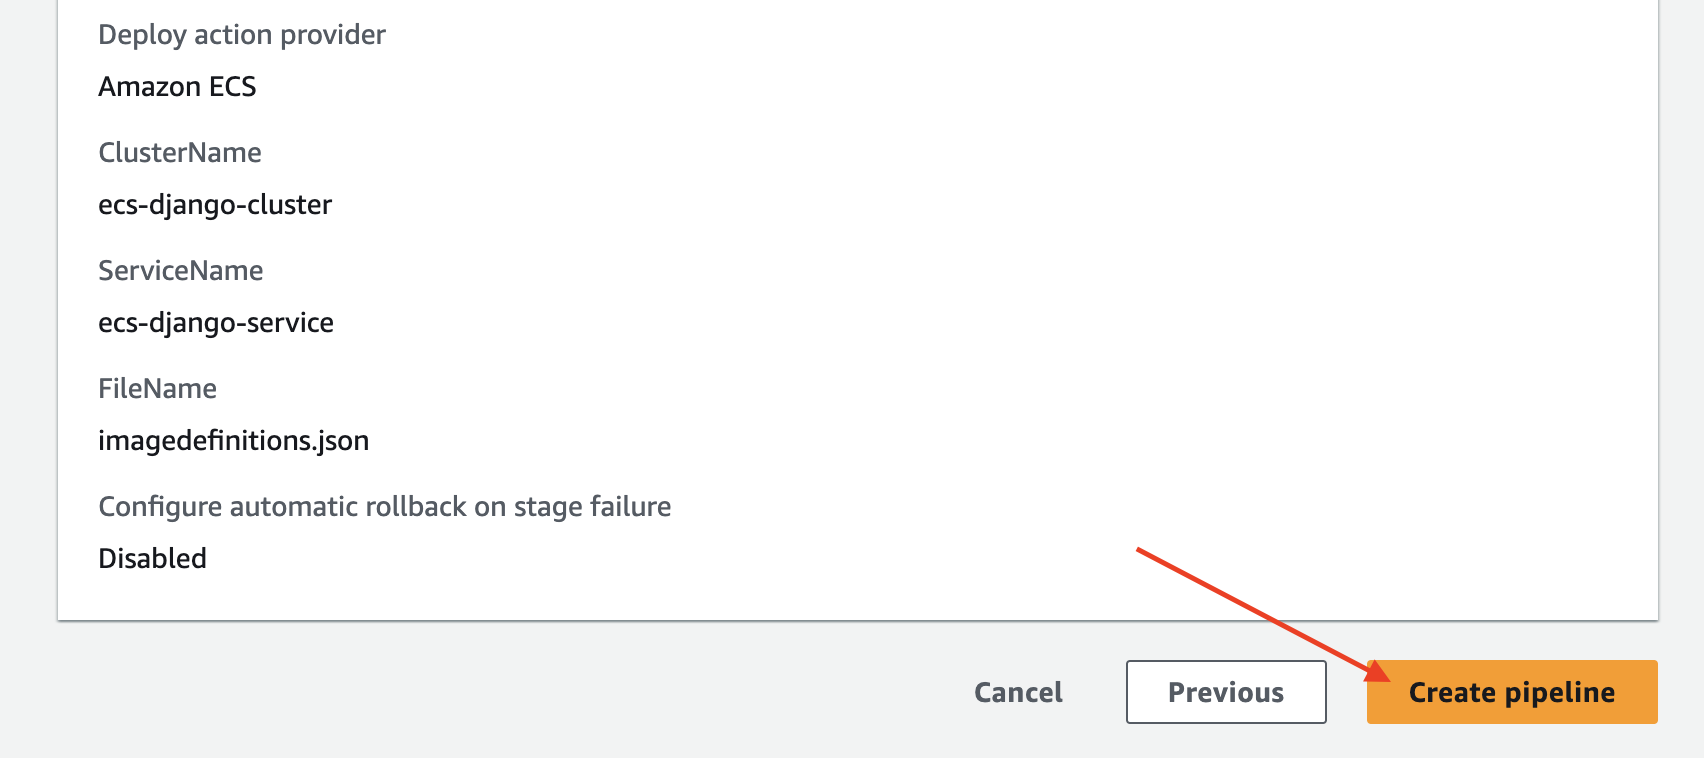 Deploy action provider
Amazon ECS
ClusterName
ecs-django-cluster
ServiceName
ecs-django-service
FileName
imagedefinitions.json
Configure automatic rollback on stage failure
Disabled
Cancel
Previous
Create pipeline